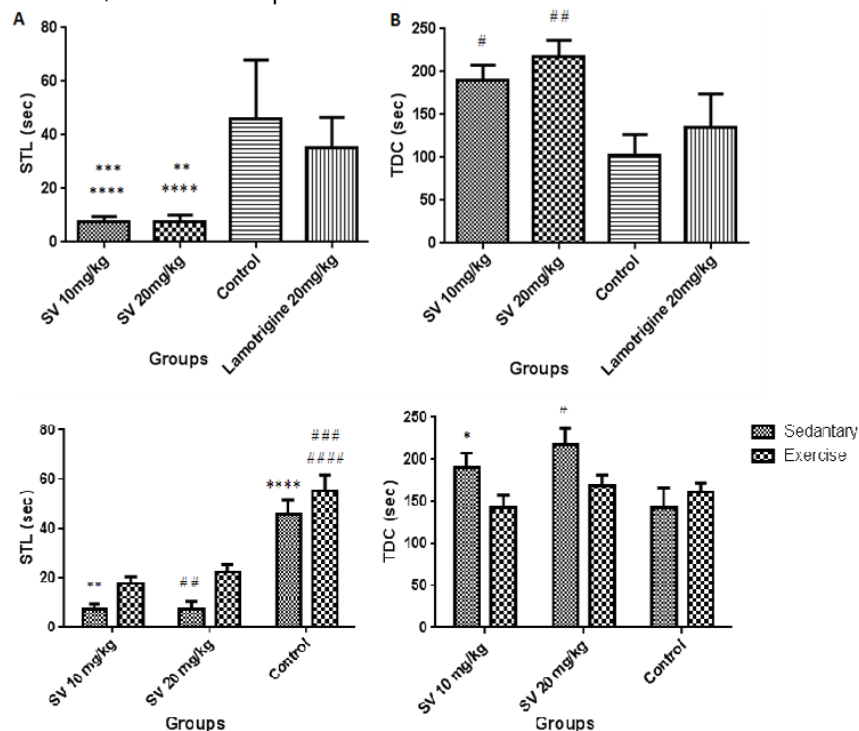 A
80
60
40
20
0
STL (sec)
***
****
**
****
SV 10mg/kg
SV 20mg/kg
Control
Lamotrigine 20mg/kg
Groups
B
250
200
150
100
50
0
TDC (sec)
#
##
SV 10mg/kg
SV 20mg/kg
Control
Lamotrigine 20mg/kg
Groups
80
60
40
20
0
STL (sec)
**
##
****
###
####
SV 10 mg/kg
SV 20 mg/kg
Control
Groups
250
200
150
100
50
0
TDC (sec)
*
#
SV 10 mg/kg
SV 20 mg/kg
Control
Groups
Sedantary
Exercise